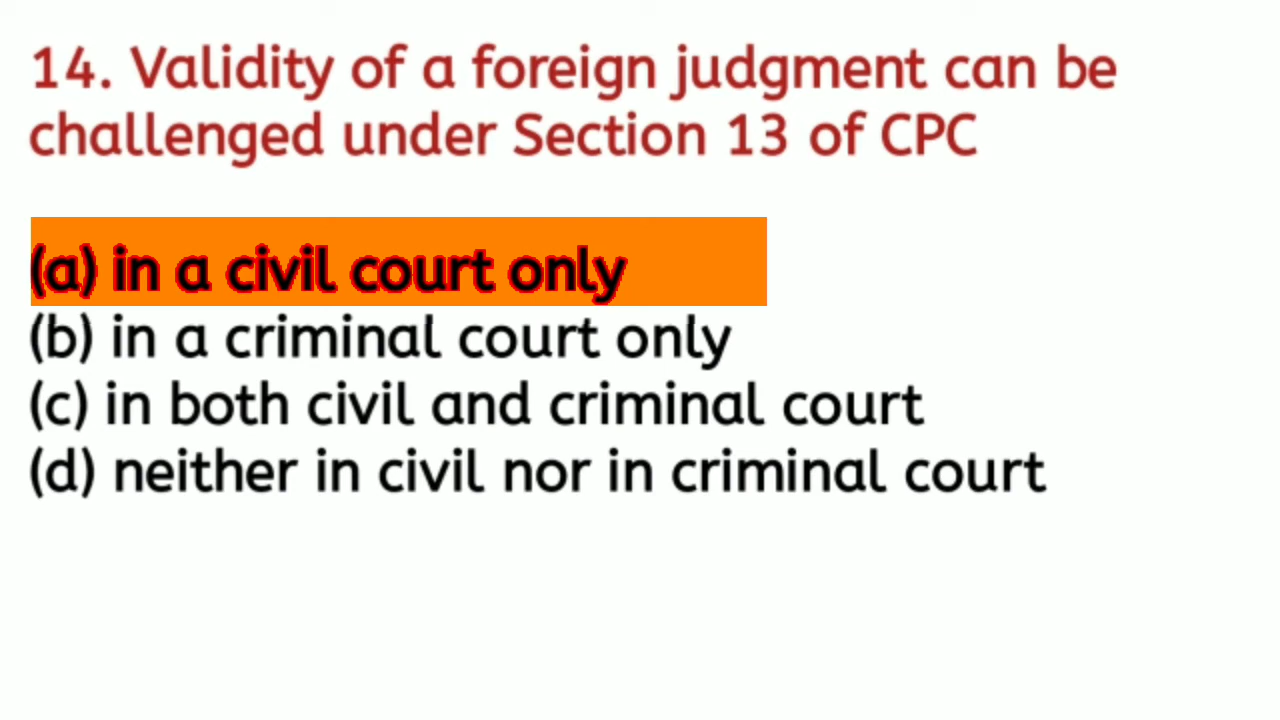 14. Validity of a foreign judgment can be
challenged under Section 13 of CPC
(a) in a civil court only
(b) in a criminal court only
(c) in both civil and criminal court
(d) neither in civil nor in criminal court